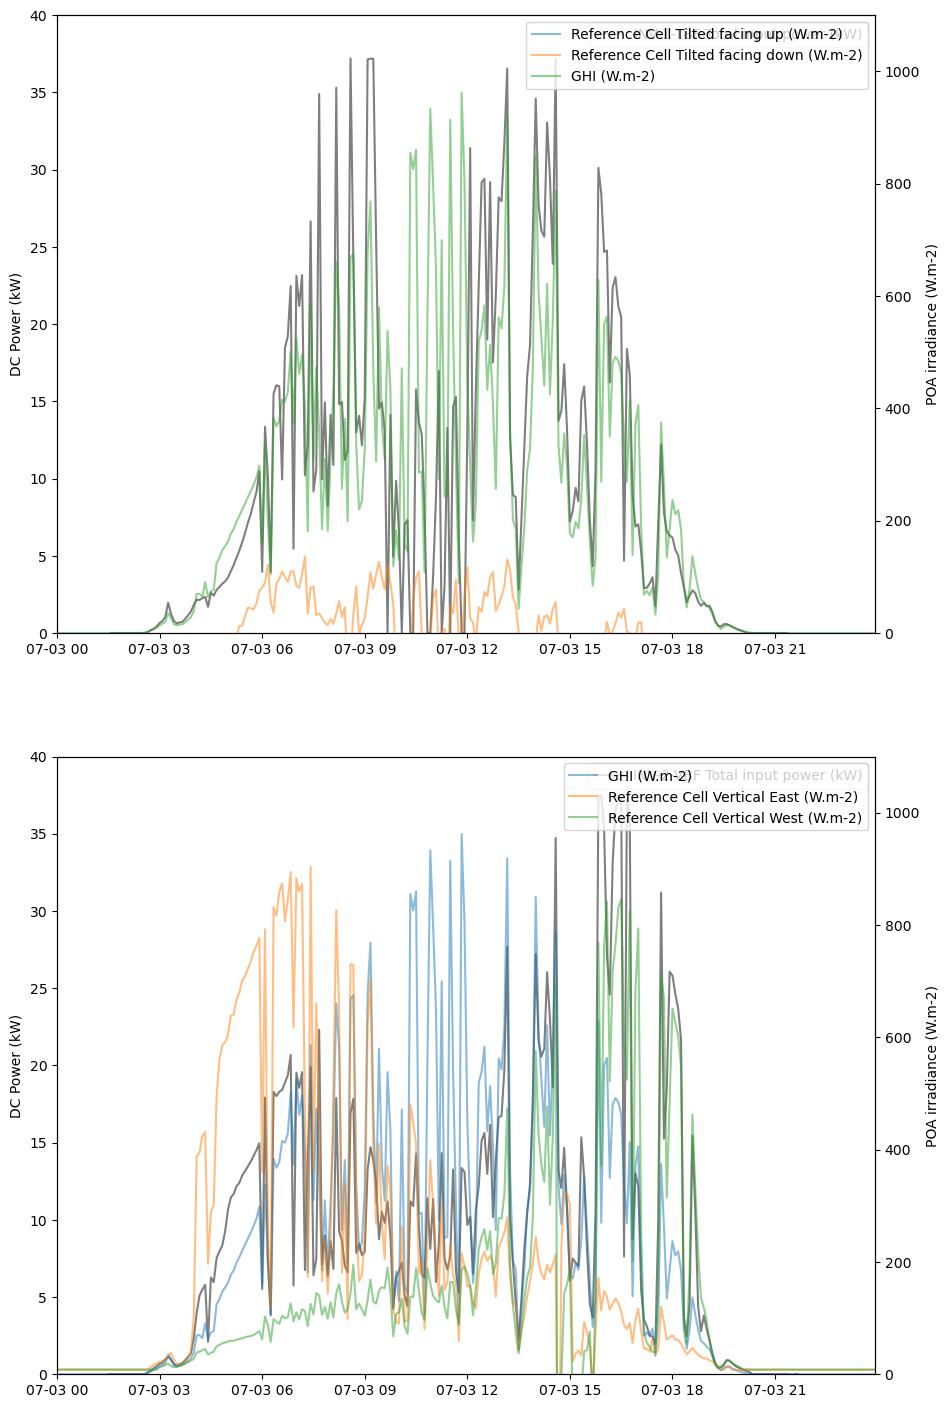 40
35
30
25
20
15
10
5
0
DC Power (kW)
Reference Cell Tilted facing up (W.m-2)
Reference Cell Tilted facing down (W.m-2)
GHI (W.m-2)
1000
800
600
400
200
0
POA irradiance (W.m-2)
07-03 00 07-03 03 07-03 06 07-03 09 07-03 12 07-03 15 07-03 18 07-03 21
40
35
30
25
20
15
10
5
0
DC Power (kW)
GHI (W.m-2)
Total input power (kW)
Reference Cell Vertical East (W.m-2)
Reference Cell Vertical West (W.m-2)
1000
800
600
400
200
0
POA irradiance (W.m-2)
07-03 00 07-03 03 07-03 06 07-03 09 07-03 12 07-03 15 07-03 18 07-03 21